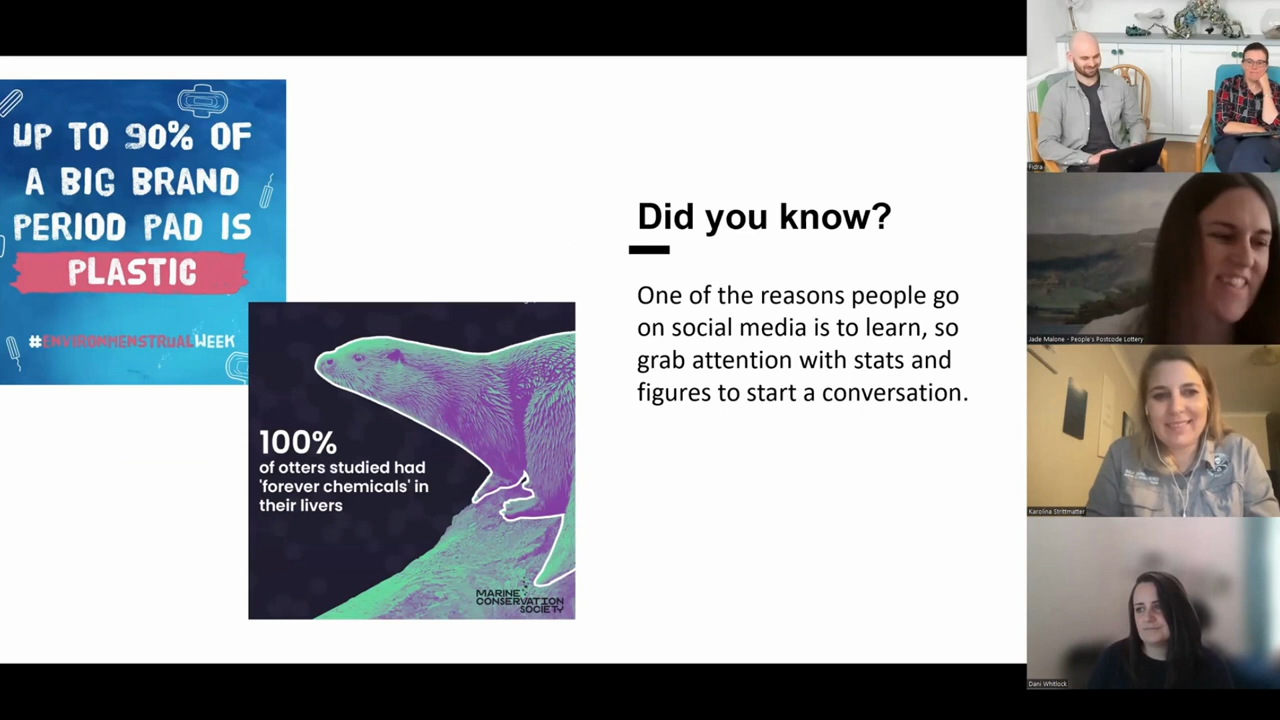 UP TO 90% OF
A BIG BRAND
PERIOD PAD IS
PLASTIC
#ENVIRONMENSTRUALWEEK
100%
of otters studied had
'forever chemicals' in
their livers
MARINE
CONSERVATION
SOCIETY
Did you know?
One of the reasons people go
on social media is to learn, so
grab attention with stats and
figures to start a conversation.
Fidra
Jade Malone - People's Postcode Lottery
Karolina Strittmatter
Dani Whitlock